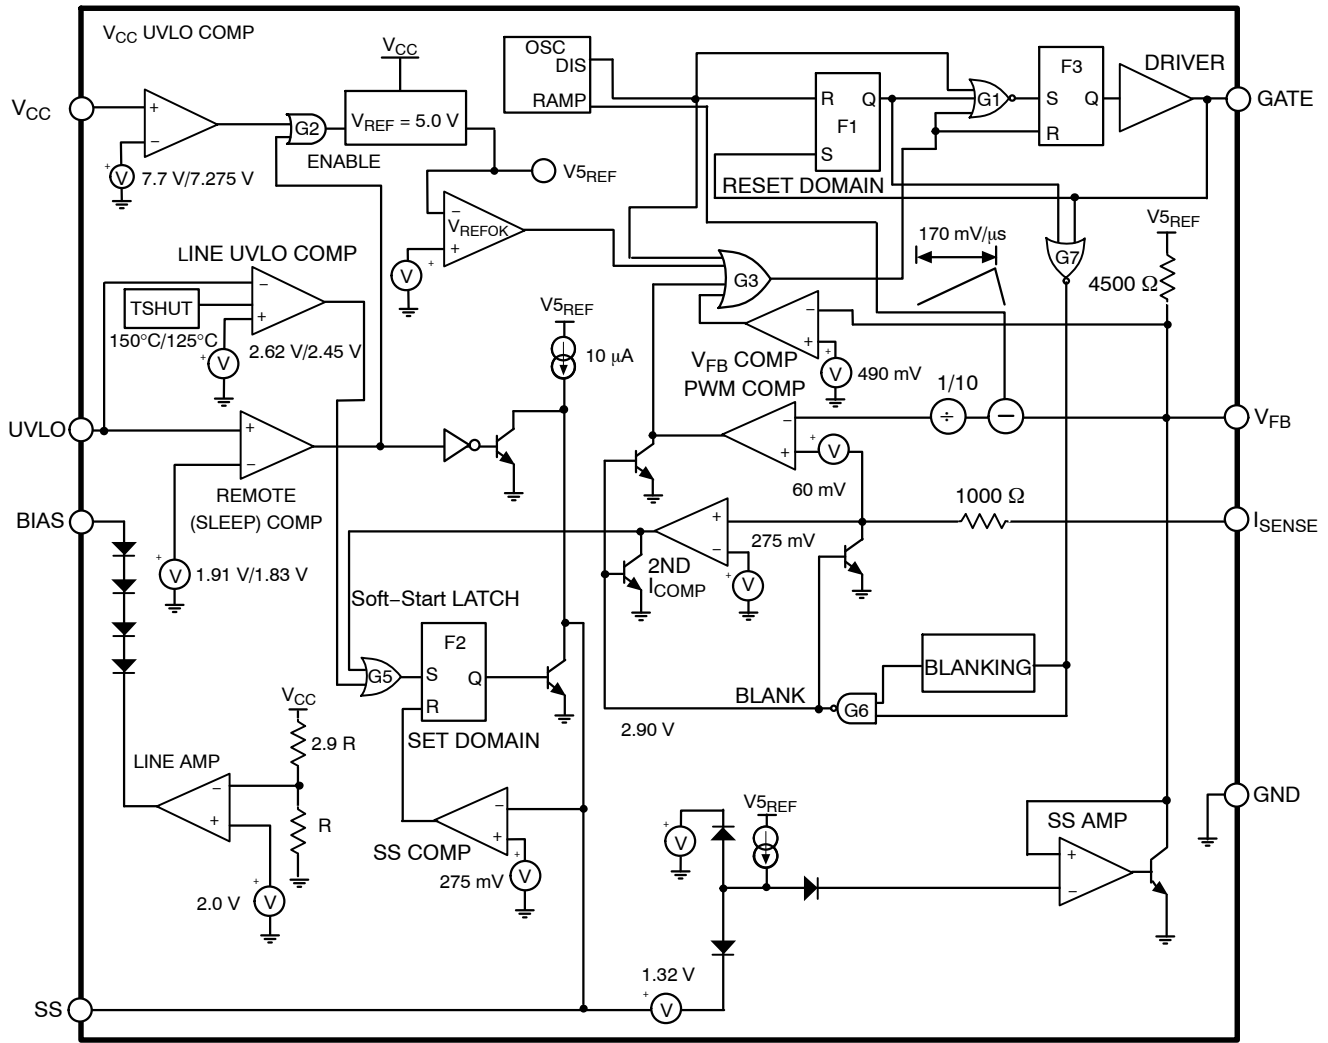 V_CC UVLO COMP
V_CC
OSC
DIS
RAMP
F3
DRIVER
S
Q
R
G1
GATE
R
Q
F1
S
RESET DOMAIN
V_CC
+
−
G2
V_REF = 5.0 V
ENABLE
V
+
7.7 V/7.275 V
V5_REF
−
V_REFOK
+
V
+
170 mV/μs
V5_REF
G7
4500 Ω
LINE UVLO COMP
TSHUT
150°C/125°C
−
+
V
+
2.62 V/2.45 V
G3
V5_REF
10 μA
−
+
V_FB COMP
V
+
490 mV
PWM COMP
1/10
÷
−
V_FB
UVLO
+
−
REMOTE
(SLEEP) COMP
−
+
V
60 mV
1000 Ω
I_SENSE
BIAS
V
+
1.91 V/1.83 V
+
−
275 mV
2ND
I_COMP
V
+
Soft−Start LATCH
F2
G5
S
Q
R
SET DOMAIN
BLANKING
BLANK
G6
2.90 V
V_CC
2.9 R
R
LINE AMP
−
+
V
+
2.0 V
−
+
SS COMP
275 mV
V
+
V5_REF
V
+
SS AMP
+
−
GND
1.32 V
V
+
SS